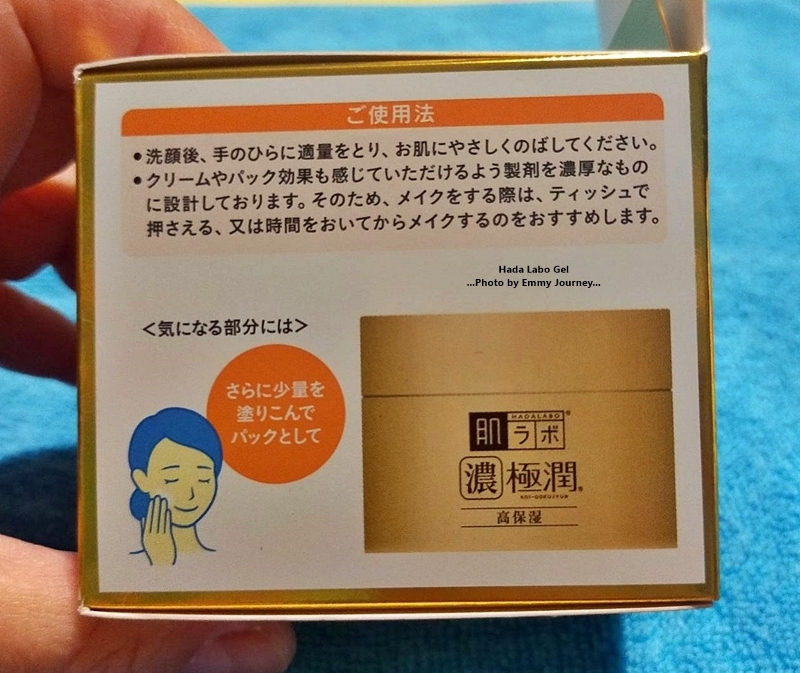 ご使用法
●洗顔後、手のひらに適量をとり、お肌にやさしくのばしてください。
●クリームやパック効果も感じていただけるよう製剤を濃厚なもの
に設計しております。そのため、メイクをする際は、ティッシュで
押さえる、又は時間をおいてからメイクするのをおすすめします。
Hada Labo Gel
...Photo by Emmy Journey...
＜気になる部分には＞
さらに少量を
塗りこんで
パックとして
HADALABO®
肌ラボ
濃極潤®
KOI-GOKUJYUN
高保湿